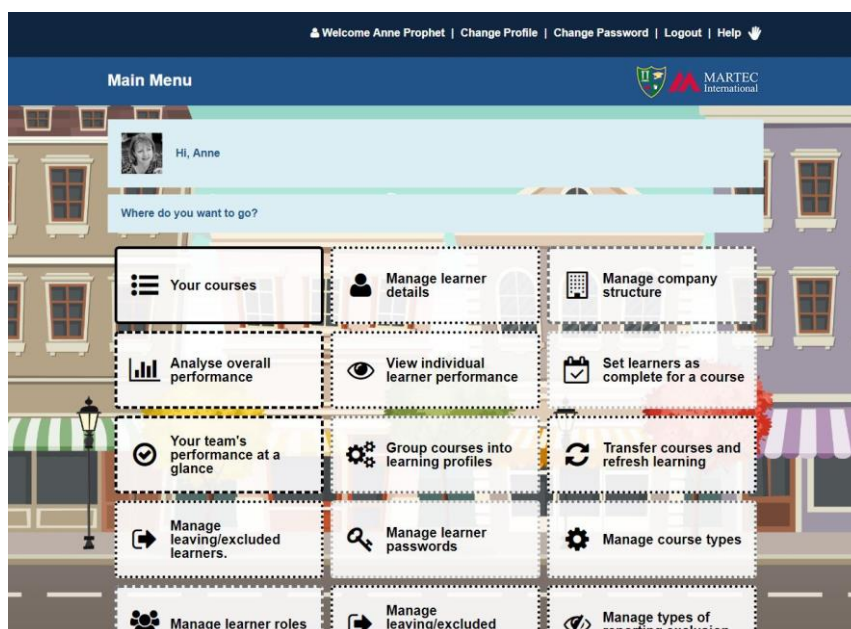 Welcome Anne Prophet | Change Profile | Change Password | Logout | Help
Main Menu
MARTEC
International
Hi, Anne
Where do you want to go?
Your courses
Manage learner
details
Manage company
structure
Analyse overall
performance
View individual
learner performance
Set learners as
complete for a course
Your team's
performance at a
glance
Group courses into
learning profiles
Transfer courses and
refresh learning
Manage
leaving/excluded
learners.
Manage learner
passwords
Manage course types
Manage learner roles
Manage
leaving/excluded
Manage types of
reporting exclusion